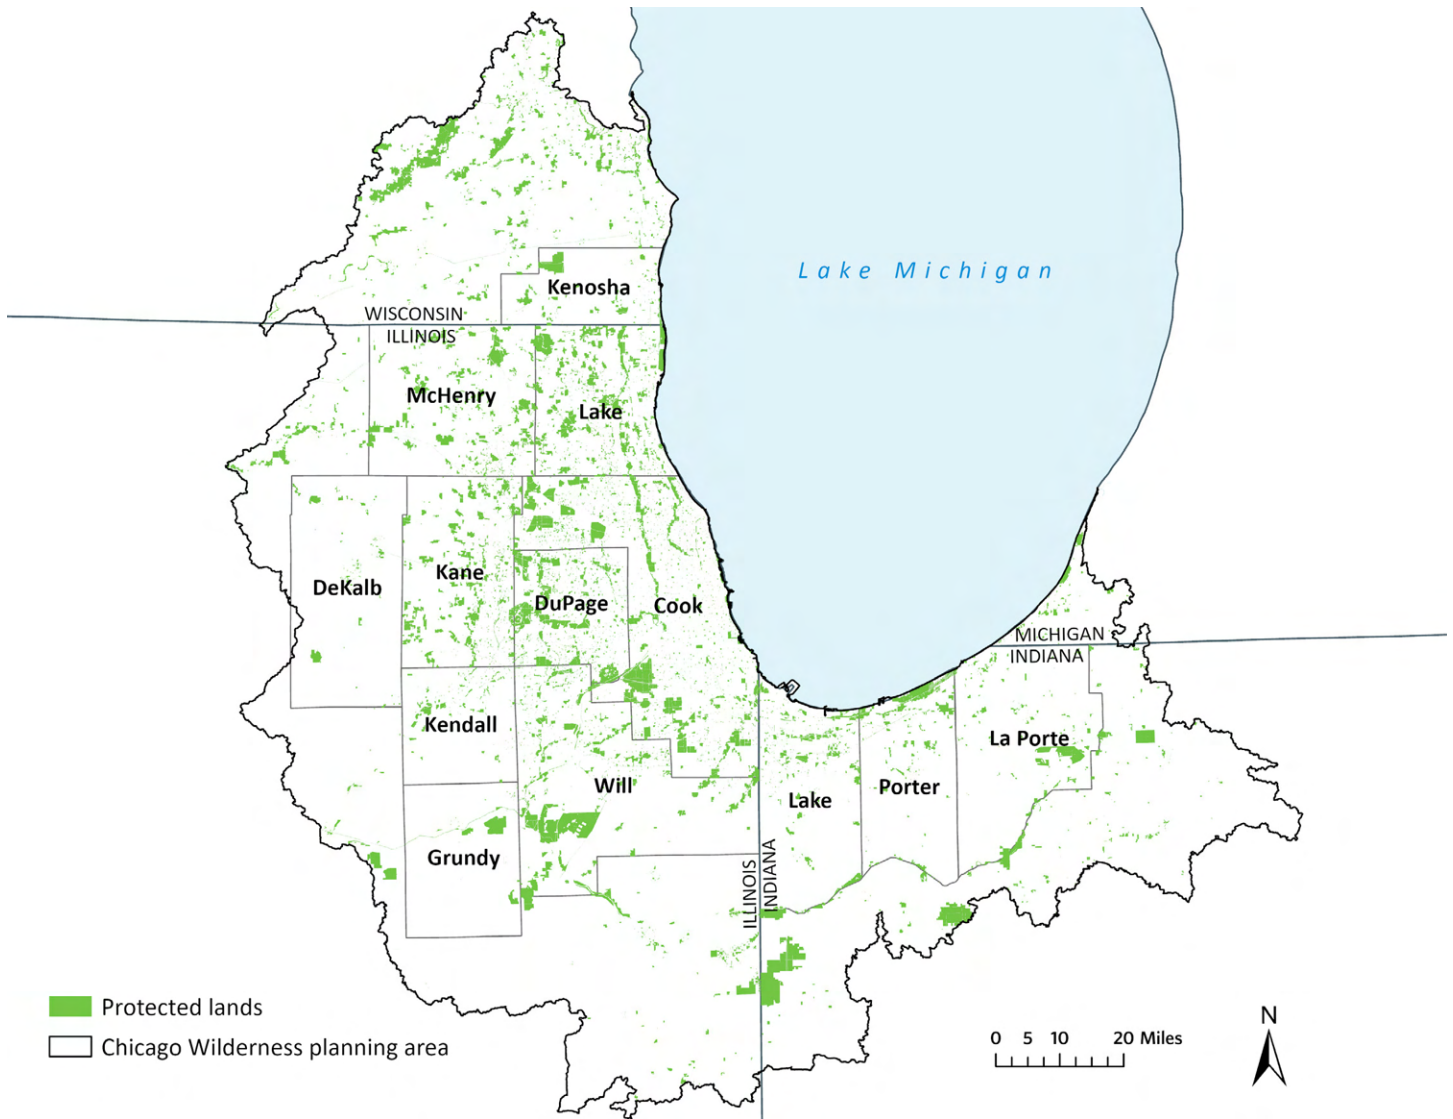 Lake Michigan
Kenosha
WISCONSIN
ILLINOIS
McHenry
Lake
DeKalb
Kane
DuPage
Cook
MICHIGAN
INDIANA
Kendall
La Porte
Will
Lake
Porter
Grundy
ILLINOIS
INDIANA
Protected lands
Chicago Wilderness planning area
0 5 10 20 Miles
N